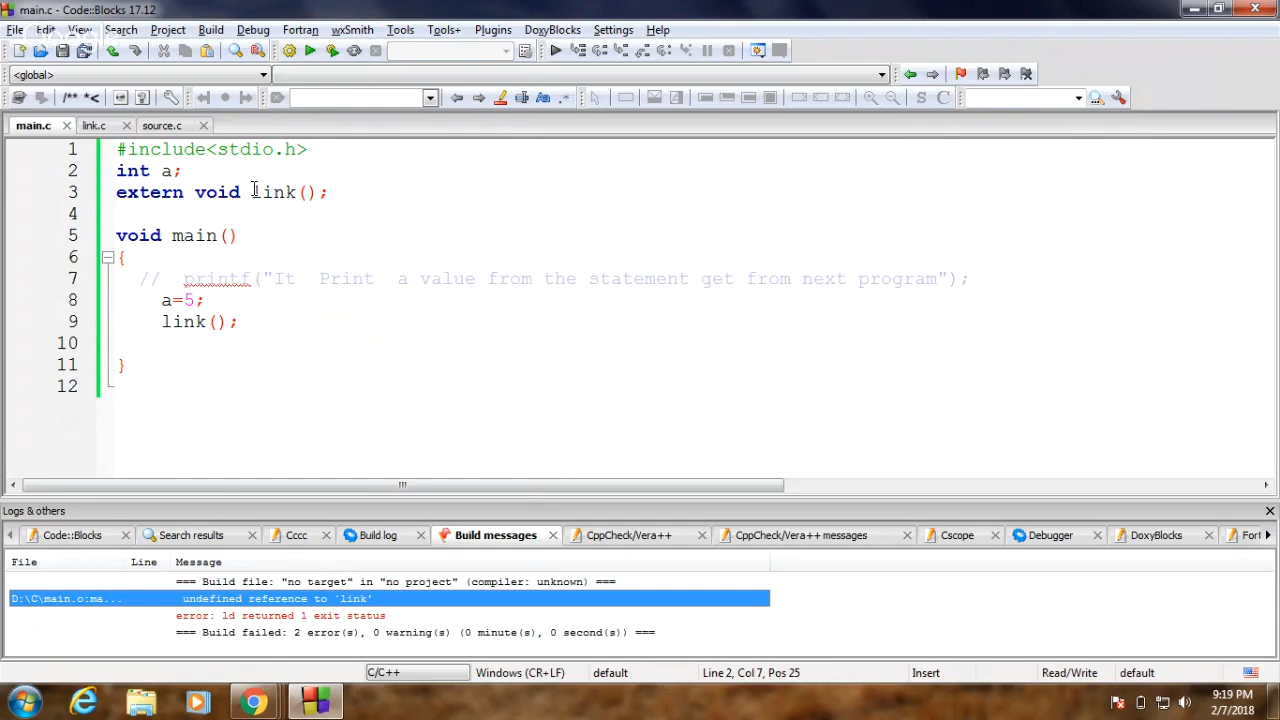 main.c - Code::Blocks 17.12
File Edit View Search Project Build Debug Fortran wxSmith Tools Tools+ Plugins DoxyBlocks Settings Help
<global>
/** *<
S C
main.c link.c source.c
1 #include<stdio.h>
2 int a;
3 extern void link();
4
5 void main()
6 {
7 // printf("It Print a value from the statement get from next program");
8 a=5;
9 link();
10
11 }
12
Logs & others
Code::Blocks Search results Cccc Build log Build messages CppCheck/Vera++ CppCheck/Vera++ messages Cscope Debugger DoxyBlocks Fort
File Line Message
=== Build file: "no target" in "no project" (compiler: unknown) ===
D:\C\main.o:ma... undefined reference to `link'
error: ld returned 1 exit status
=== Build failed: 2 error(s), 0 warning(s) (0 minute(s), 0 second(s)) ===
C/C++ Windows (CR+LF) default Line 2, Col 7, Pos 25 Insert Read/Write default
9:19 PM
2/7/2018